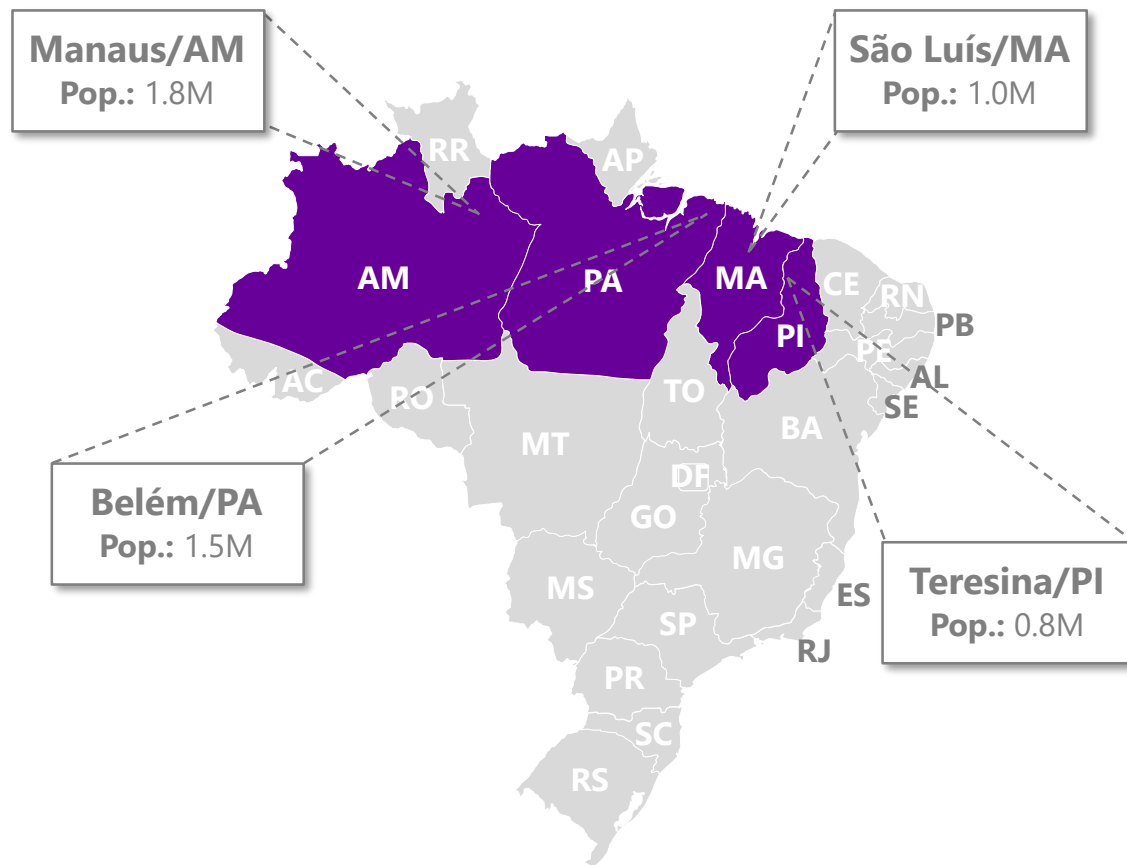 Manaus/AM
Pop.: 1.8M
São Luís/MA
Pop.: 1.0M
RR
AP
AM
PA
MA
CE
RN
PB
PI
PE
AL
SE
AC
RO
TO
BA
MT
DF
GO
Belém/PA
Pop.: 1.5M
MG
MS
ES
Teresina/PI
Pop.: 0.8M
SP
RJ
PR
SC
RS